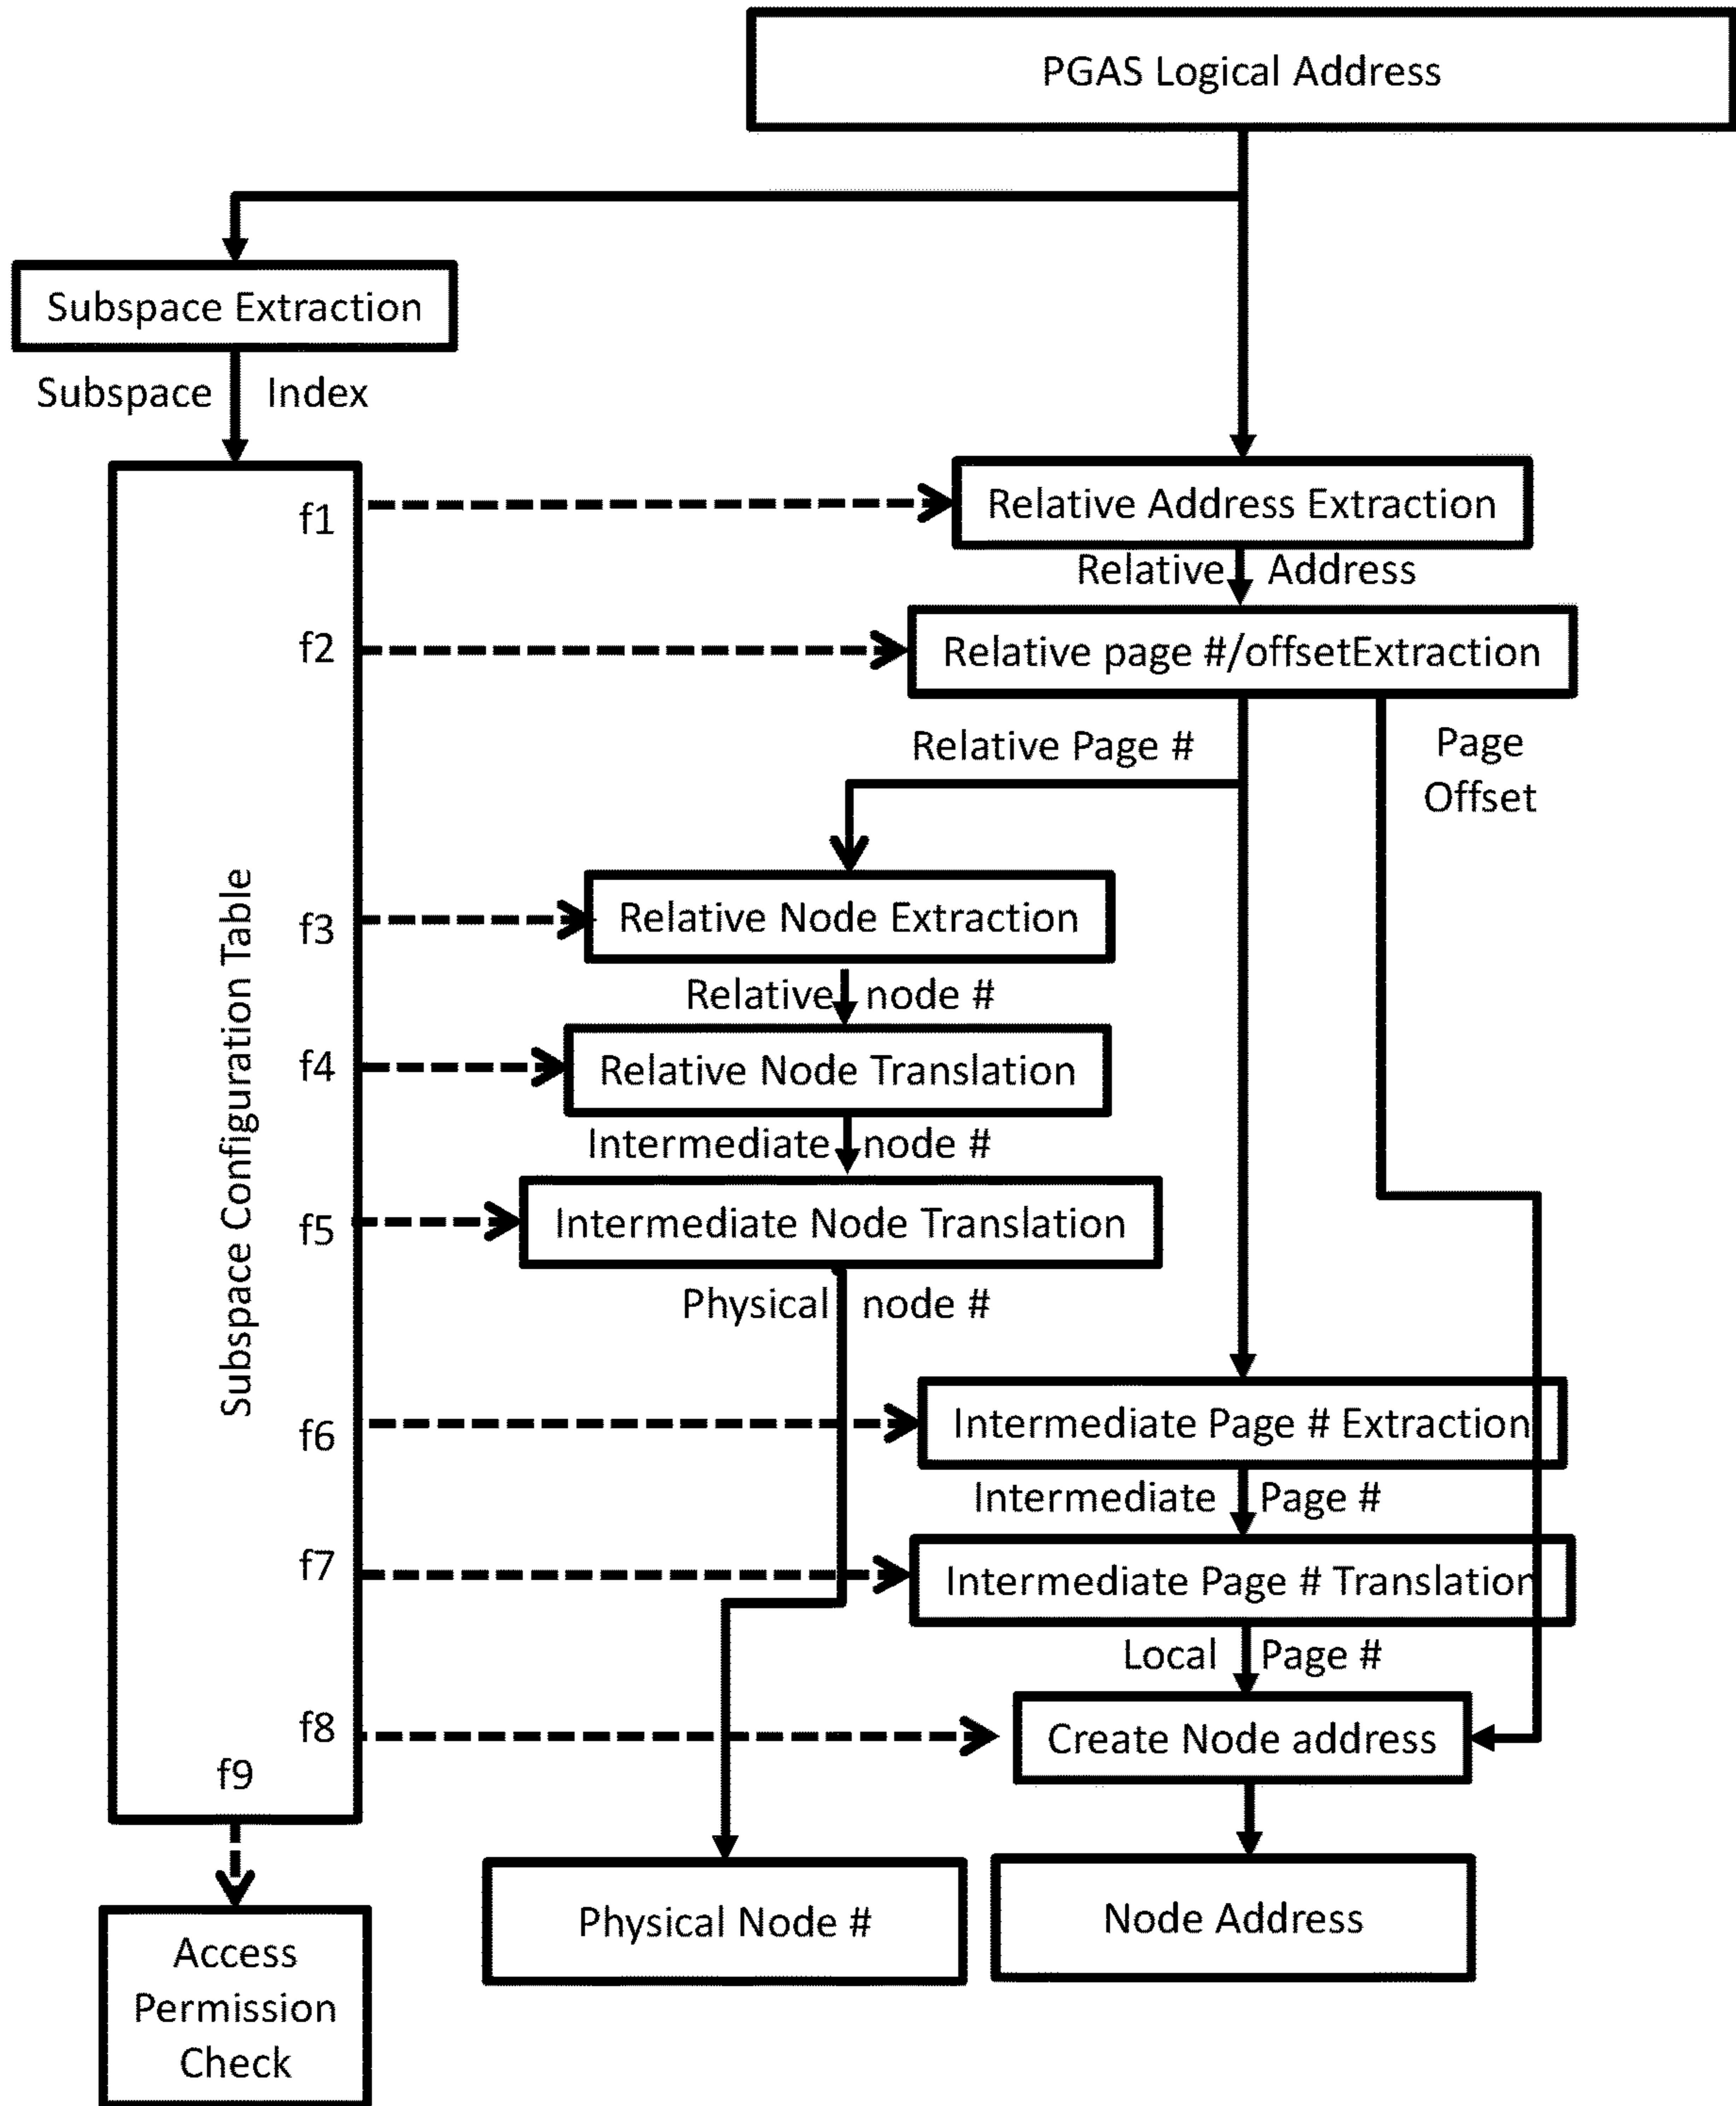 PGAS Logical Address
Subspace Extraction
Subspace Index
f1
Relative Address Extraction
Relative Address
f2
Relative page #/offsetExtraction
Relative Page #
Page
Offset
Subspace Configuration Table
f3
Relative Node Extraction
Relative node #
f4
Relative Node Translation
Intermediate node #
f5
Intermediate Node Translation
Physical node #
f6
Intermediate Page # Extraction
Intermediate Page #
f7
Intermediate Page # Translation
Local Page #
f8
Create Node address
f9
Physical Node #
Node Address
Access
Permission
Check